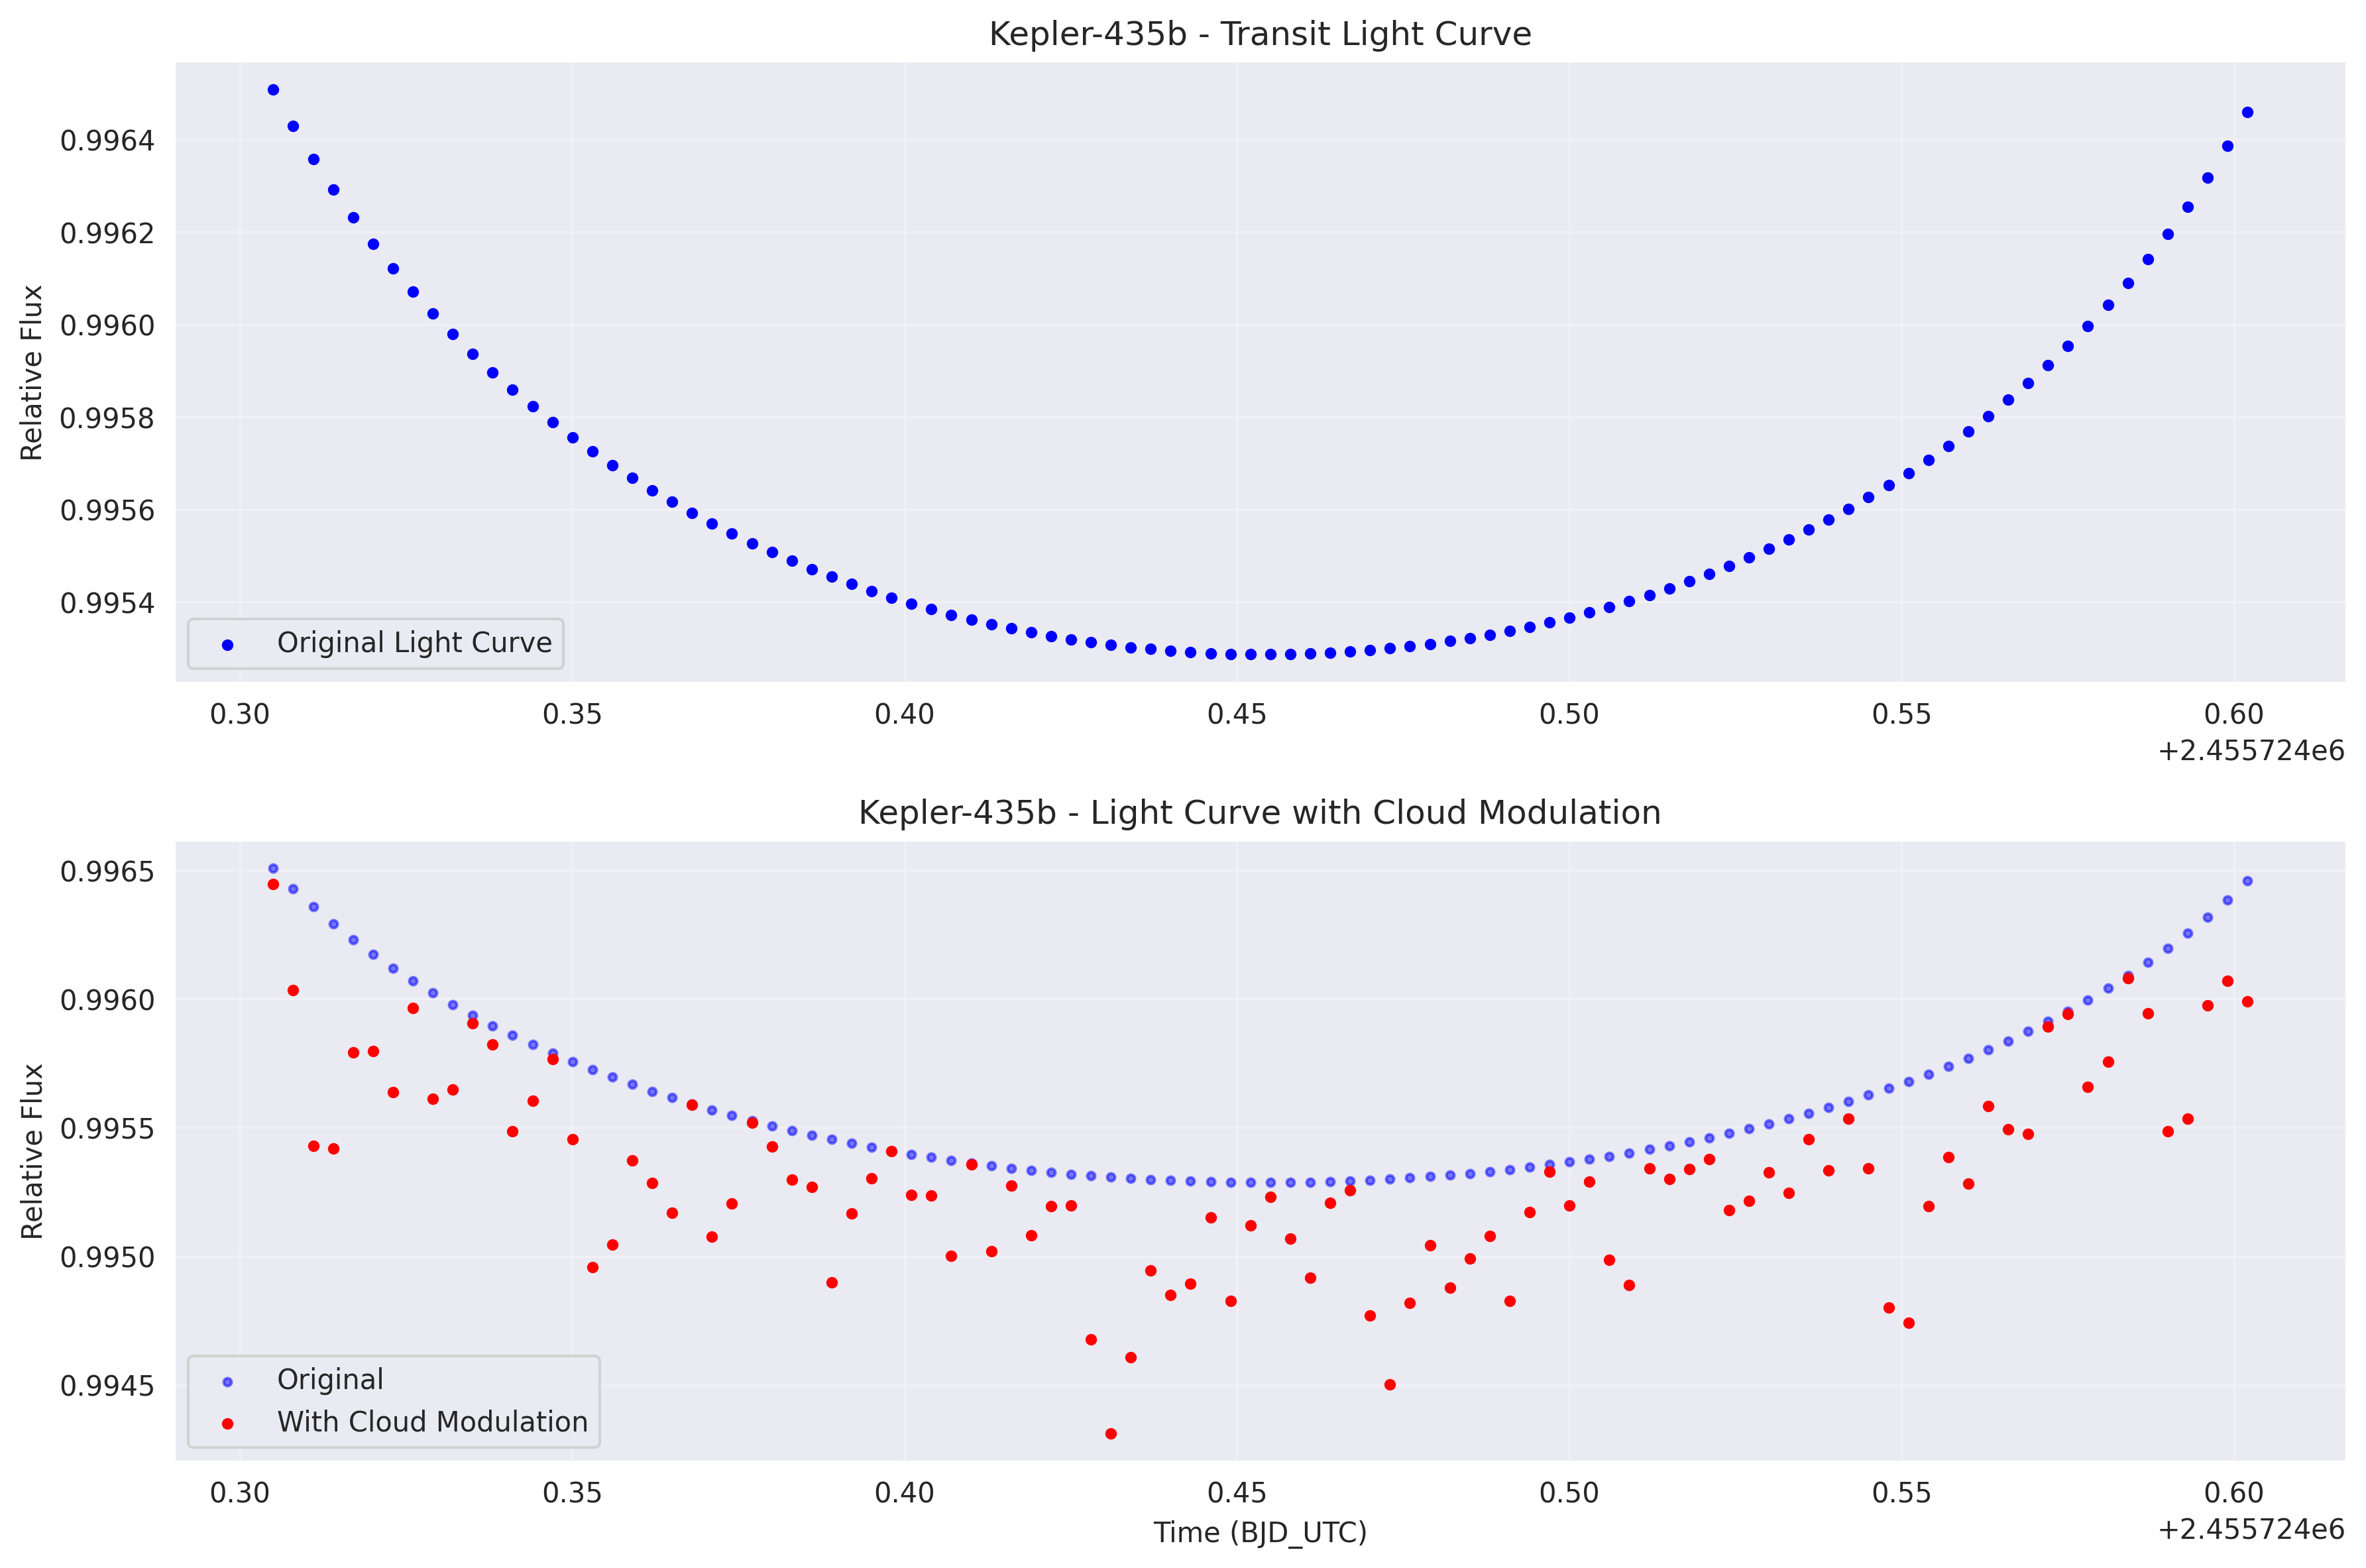 Kepler-435b - Transit Light Curve
Relative Flux
0.9964
0.9962
0.9960
0.9958
0.9956
0.9954
Original Light Curve
0.30 0.35 0.40 0.45 0.50 0.55 0.60
+2.455724e6
Kepler-435b - Light Curve with Cloud Modulation
Relative Flux
0.9965
0.9960
0.9955
0.9950
0.9945
Original
With Cloud Modulation
0.30 0.35 0.40 0.45 0.50 0.55 0.60
Time (BJD_UTC)
+2.455724e6